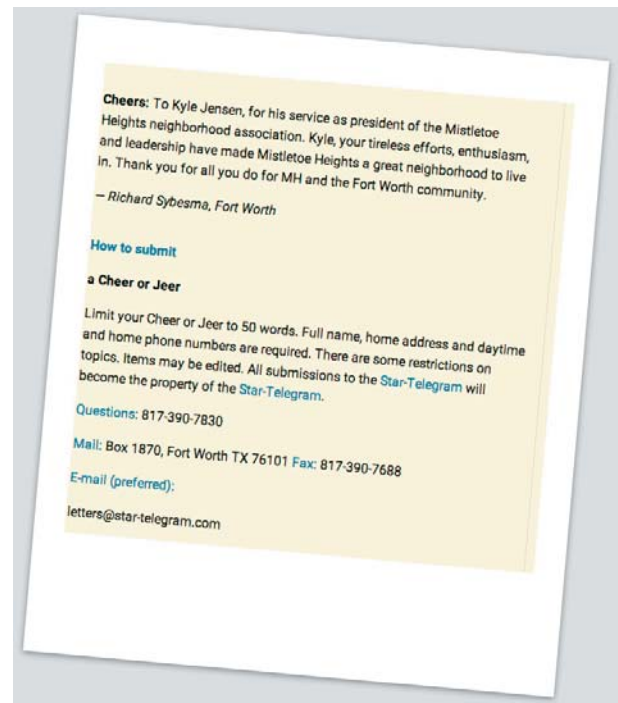 Cheers: To Kyle Jensen, for his service as president of the Mistletoe
Heights neighborhood association. Kyle, your tireless efforts, enthusiasm,
and leadership have made Mistletoe Heights a great neighborhood to live
in. Thank you for all you do for MH and the Fort Worth community.
— Richard Sybesma, Fort Worth
How to submit
a Cheer or Jeer
Limit your Cheer or Jeer to 50 words. Full name, home address and daytime
and home phone numbers are required. There are some restrictions on
topics. Items may be edited. All submissions to the Star-Telegram will
become the property of the Star-Telegram.
Questions: 817-390-7830
Mail: Box 1870, Fort Worth TX 76101 Fax: 817-390-7688
E-mail (preferred):
letters@star-telegram.com